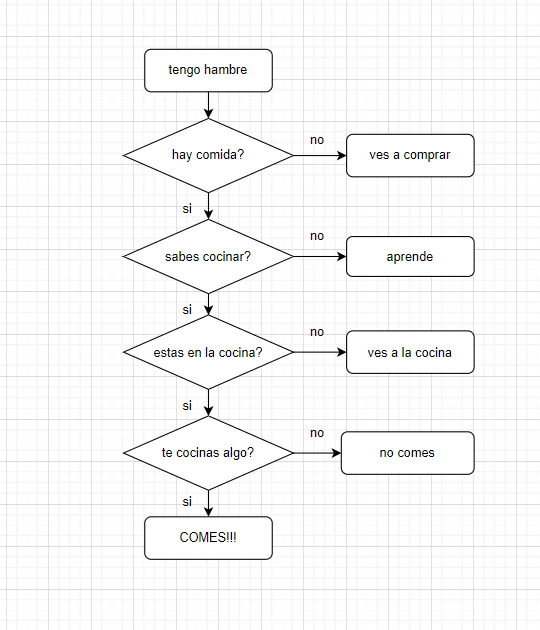 tengo hambre
hay comida?
no
ves a comprar
si
sabes cocinar?
no
aprende
si
estas en la cocina?
no
ves a la cocina
si
te cocinas algo?
no
no comes
si
COMES!!!